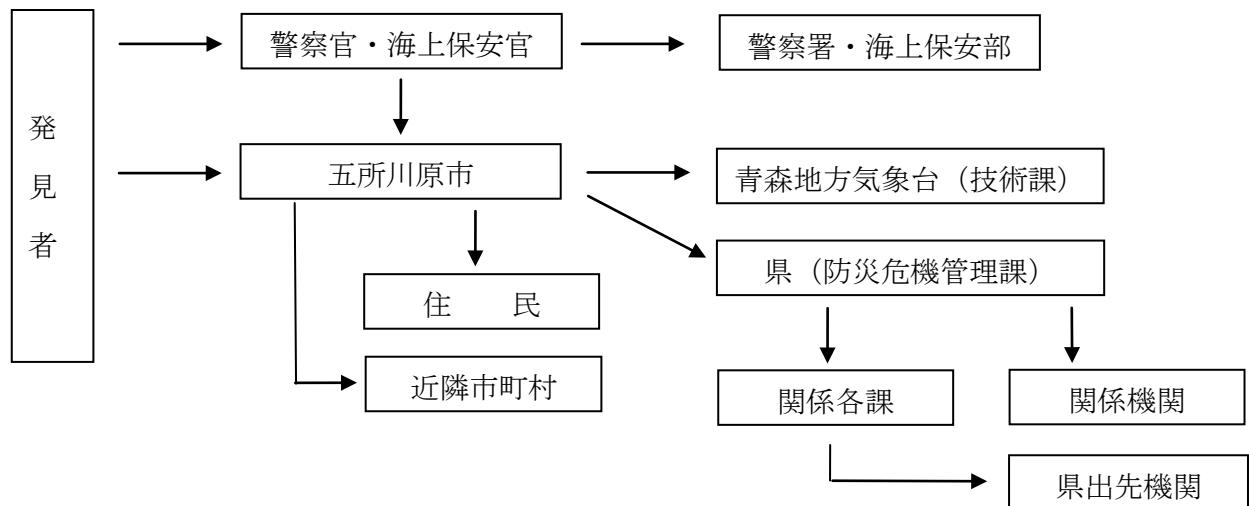 発見者
警察官・海上保安官
警察署・海上保安部
五所川原市
青森地方気象台（技術課）
県（防災危機管理課）
住　　民
近隣市町村
関係各課
関係機関
県出先機関